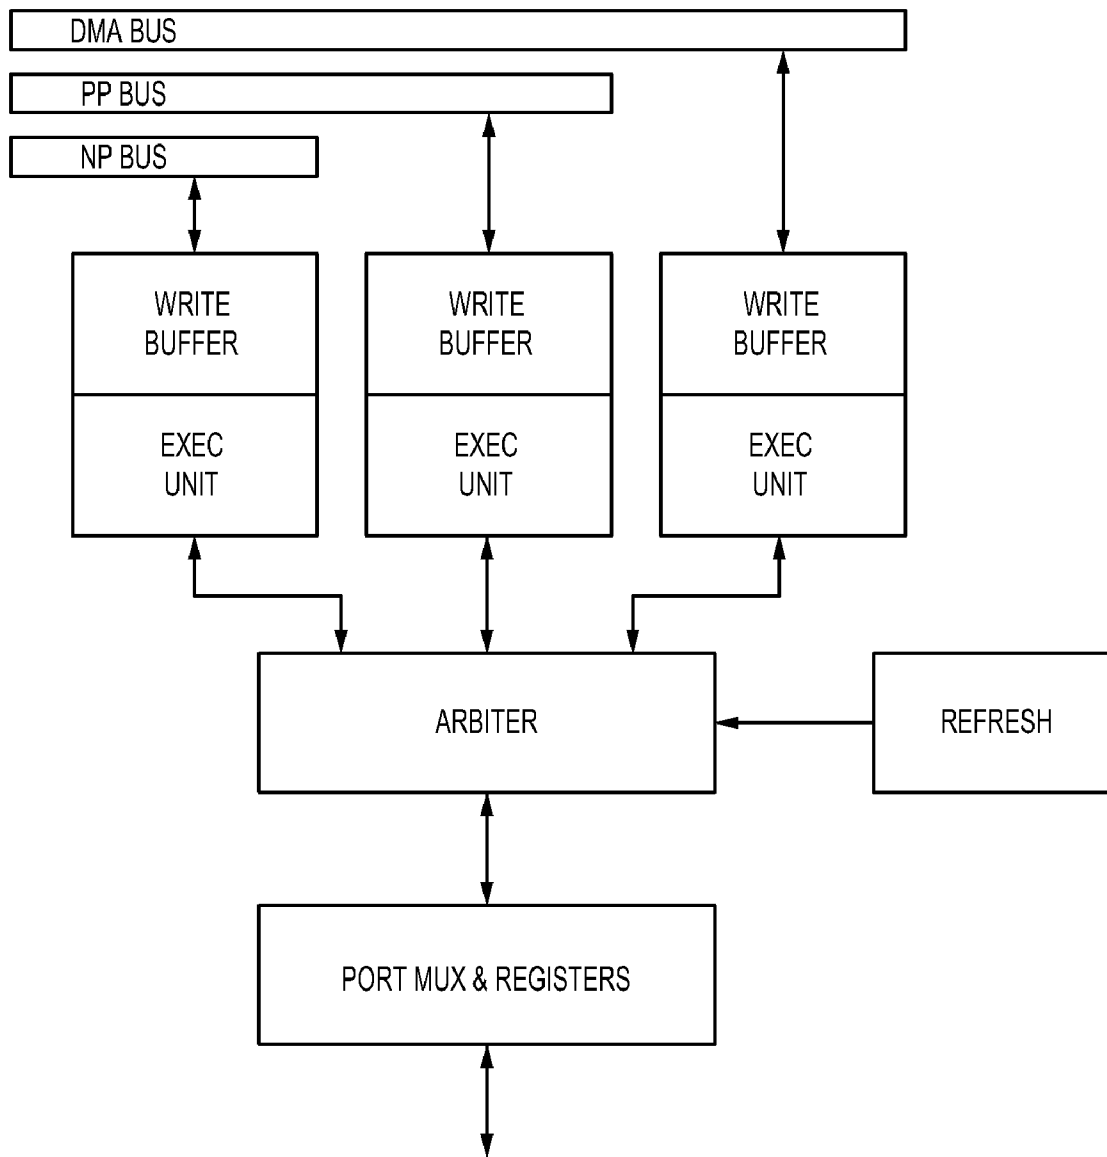 DMA BUS
PP BUS
NP BUS
WRITE
BUFFER
EXEC
UNIT
WRITE
BUFFER
EXEC
UNIT
WRITE
BUFFER
EXEC
UNIT
ARBITER
REFRESH
PORT MUX & REGISTERS